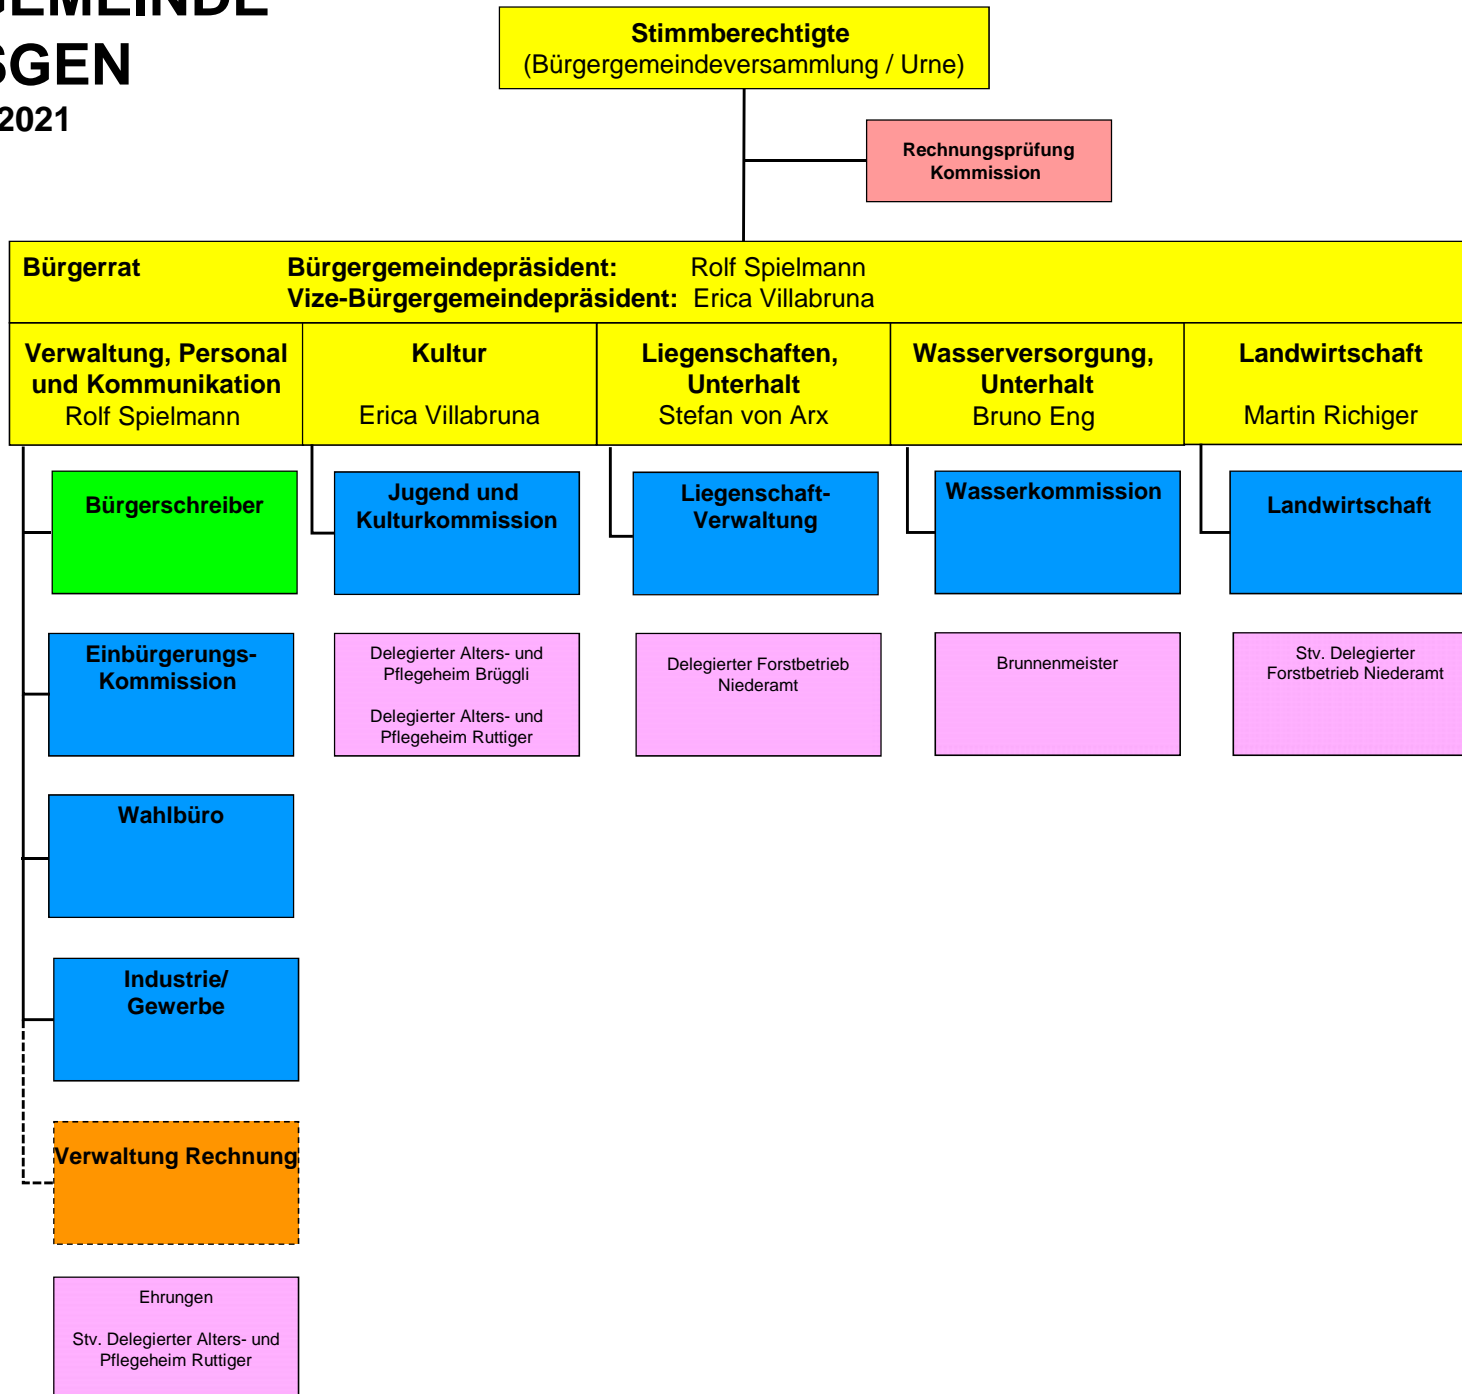 GEMEINDE
SGEN
2021
Stimmberechtigte
(Bürgergemeindeversammlung / Urne)
Rechnungsprüfung
Kommission
Bürgerrat Bürgergemeindepräsident: Rolf Spielmann
Vize-Bürgergemeindepräsident: Erica Villabruna
Verwaltung, Personal
und Kommunikation
Rolf Spielmann
Kultur
Erica Villabruna
Liegenschaften,
Unterhalt
Stefan von Arx
Wasserversorgung,
Unterhalt
Bruno Eng
Landwirtschaft
Martin Richiger
Bürgerschreiber
Jugend und
Kulturkommission
Liegenschaft-
Verwaltung
Wasserkommission
Landwirtschaft
Einbürgerungs-
Kommission
Delegierter Alters- und
Pflegeheim Brüggli
Delegierter Alters- und
Pflegeheim Ruttiger
Delegierter Forstbetrieb
Niederamt
Brunnenmeister
Stv. Delegierter
Forstbetrieb Niederamt
Wahlbüro
Industrie/
Gewerbe
Verwaltung Rechnung
Ehrungen
Stv. Delegierter Alters- und
Pflegeheim Ruttiger